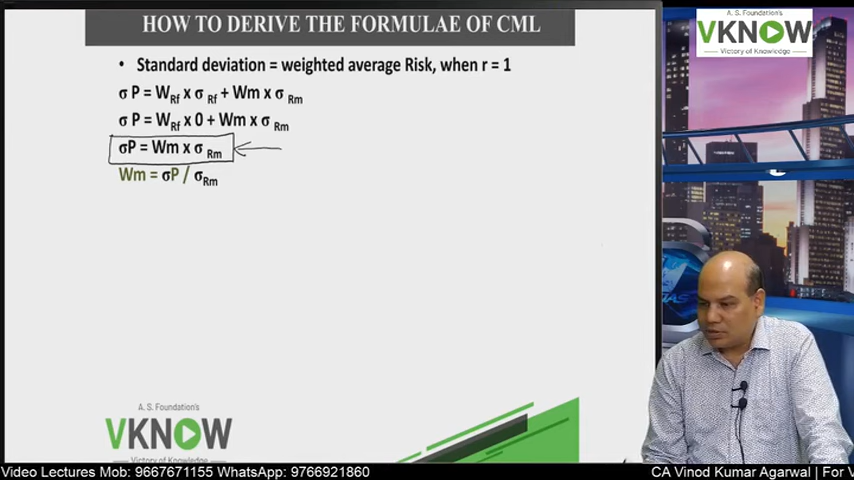 HOW TO DERIVE THE FORMULAE OF CML
A. S. Foundation's
VKNOW
Victory of Knowledge
• Standard deviation = weighted average Risk, when r = 1
σ P = W Rf x σ Rf + Wm x σ Rm
σ P = W Rf x 0 + Wm x σ Rm
σP = Wm x σ Rm
Wm = σP / σRm
A. S. Foundation's
VKNOW
Victory of Knowledge
Video Lectures Mob: 9667671155 WhatsApp: 9766921860
CA Vinod Kumar Agarwal | For V